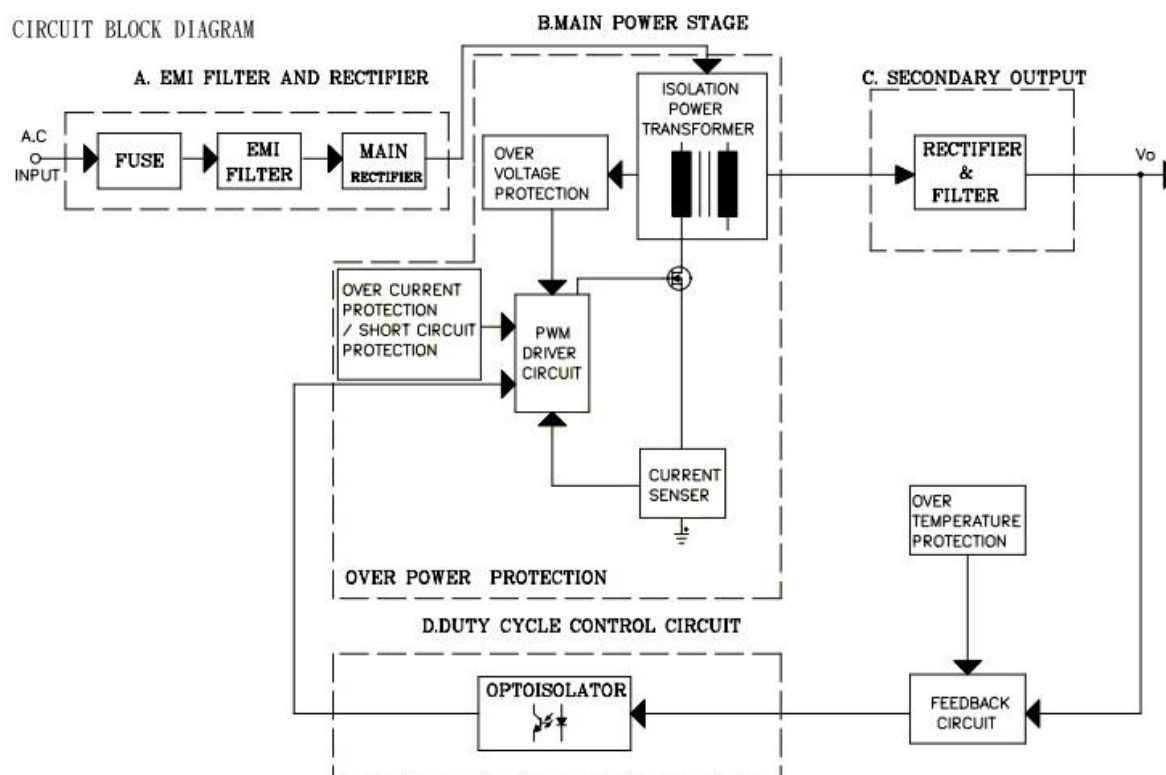 CIRCUIT BLOCK DIAGRAM
B.MAIN POWER STAGE
A. EMI FILTER AND RECTIFIER
C. SECONDARY OUTPUT
A.C
INPUT
FUSE
EMI
FILTER
MAIN
RECTIFIER
OVER
VOLTAGE
PROTECTION
ISOLATION
POWER
TRANSFORMER
RECTIFIER
&
FILTER
Vo
OVER CURRENT
PROTECTION
/ SHORT CIRCUIT
PROTECTION
PWM
DRIVER
CIRCUIT
CURRENT
SENSER
OVER
TEMPERATURE
PROTECTION
OVER POWER PROTECTION
D.DUTY CYCLE CONTROL CIRCUIT
OPTOISOLATOR
FEEDBACK
CIRCUIT